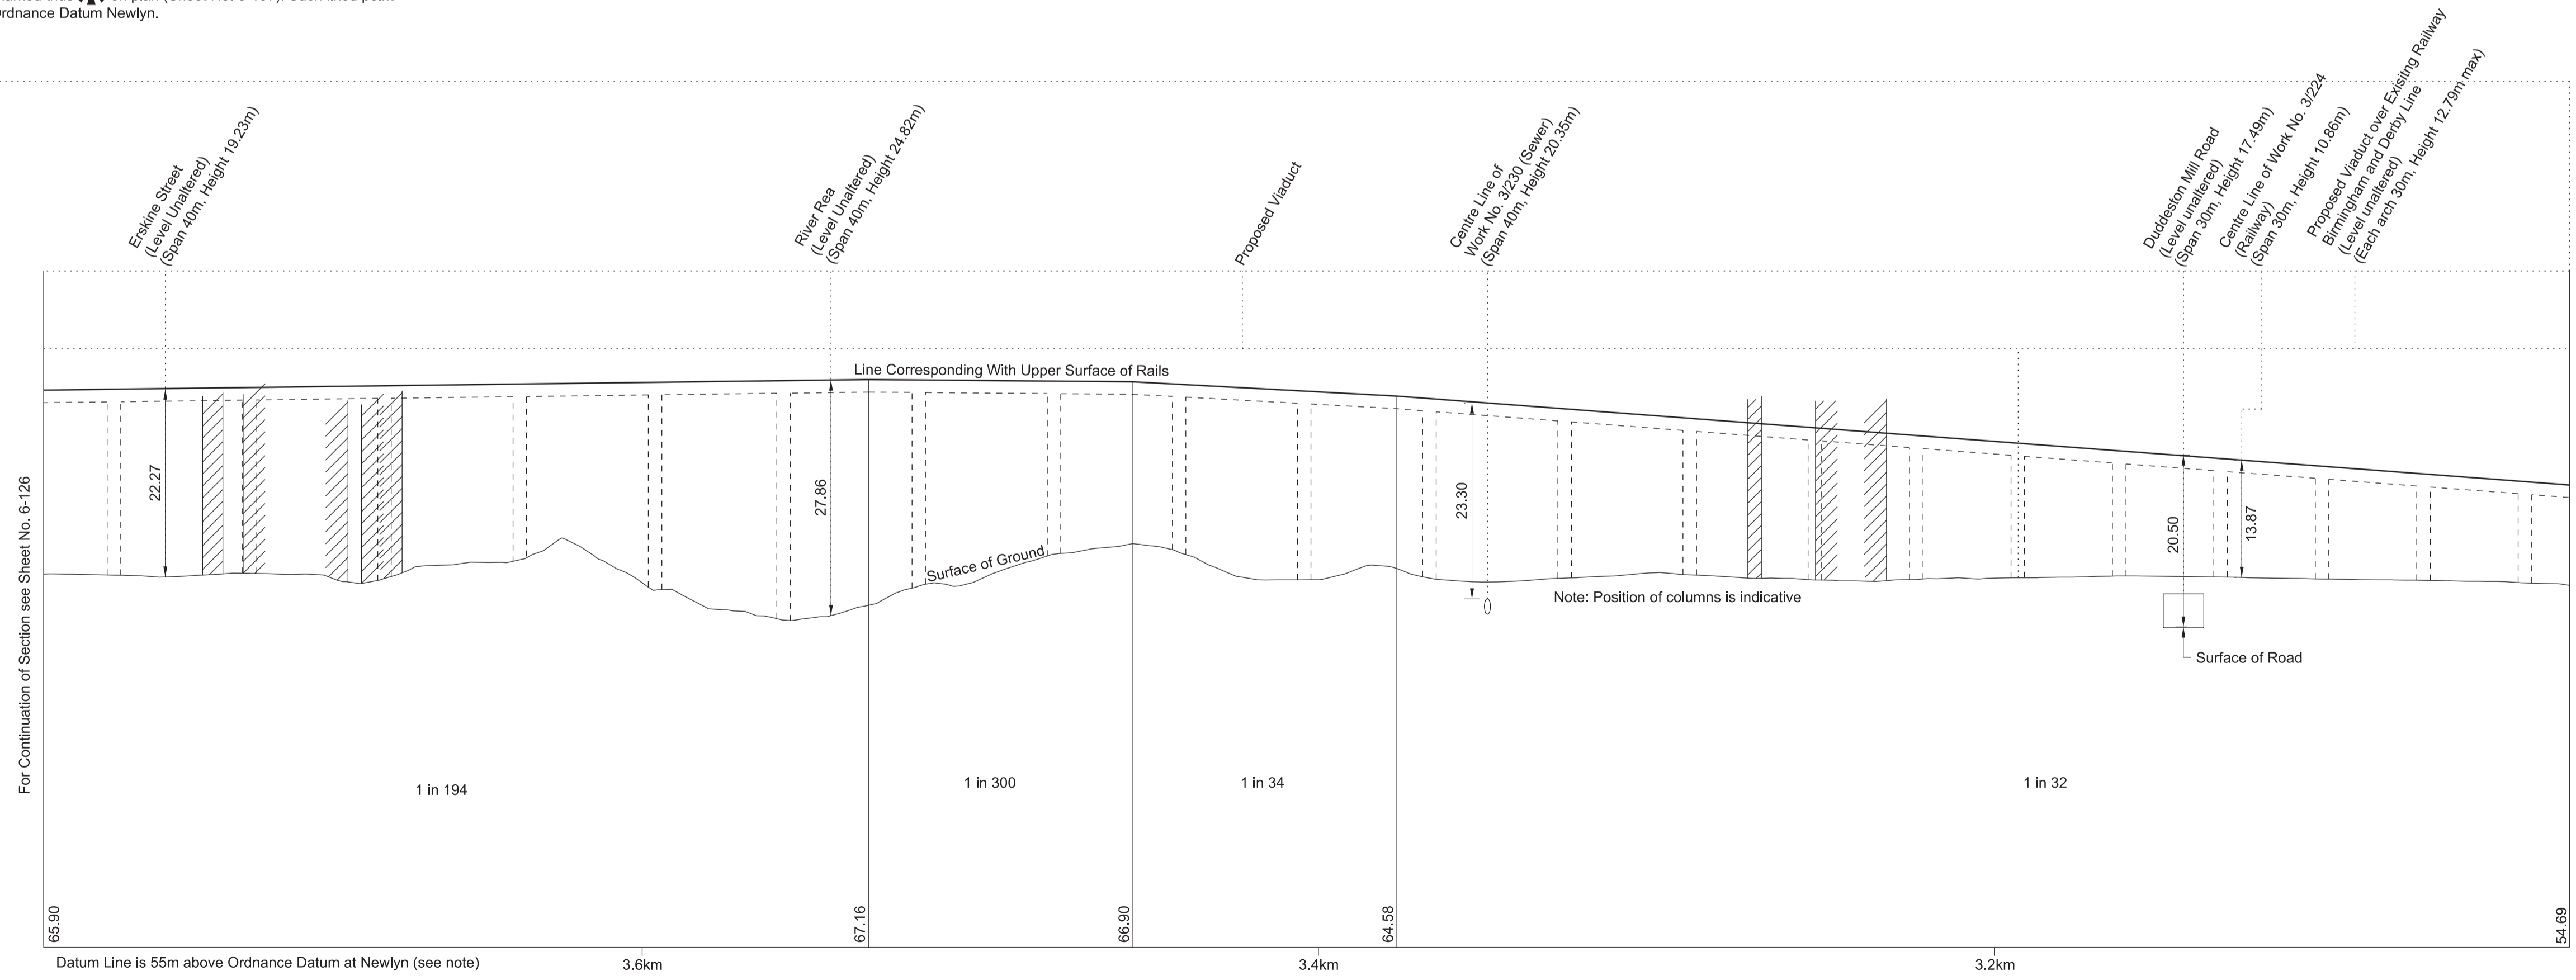 Ordnance Datum Newlyn.
Erskine Street
(Level Unaltered)
(Span 40m, Height 19.23m)
River Rea
(Level Unaltered)
(Span 40m, Height 24.82m)
Proposed Viaduct
Centre Line of
Work No. 3/230 (Sewer)
(Span 40m, Height 20.35m)
Duddeston Mill Road
(Level unaltered)
(Span 30m, Height 17.49m)
Centre Line of Work No. 3/224
(Railway)
(Span 30m, Height 10.86m)
Proposed Viaduct over Exisitng Railway
Birmingham and Derby Line
(Level unaltered)
(Each arch 30m, Height 12.79m max)
Line Corresponding With Upper Surface of Rails
For Continuation of Section see Sheet No. 6-126
22.27
27.86
23.30
20.50
13.87
Surface of Ground
Note: Position of columns is indicative
Surface of Road
1 in 194
1 in 300
1 in 34
1 in 32
65.90
67.16
66.90
64.58
54.69
Datum Line is 55m above Ordnance Datum at Newlyn (see note)
3.6km
3.4km
3.2km